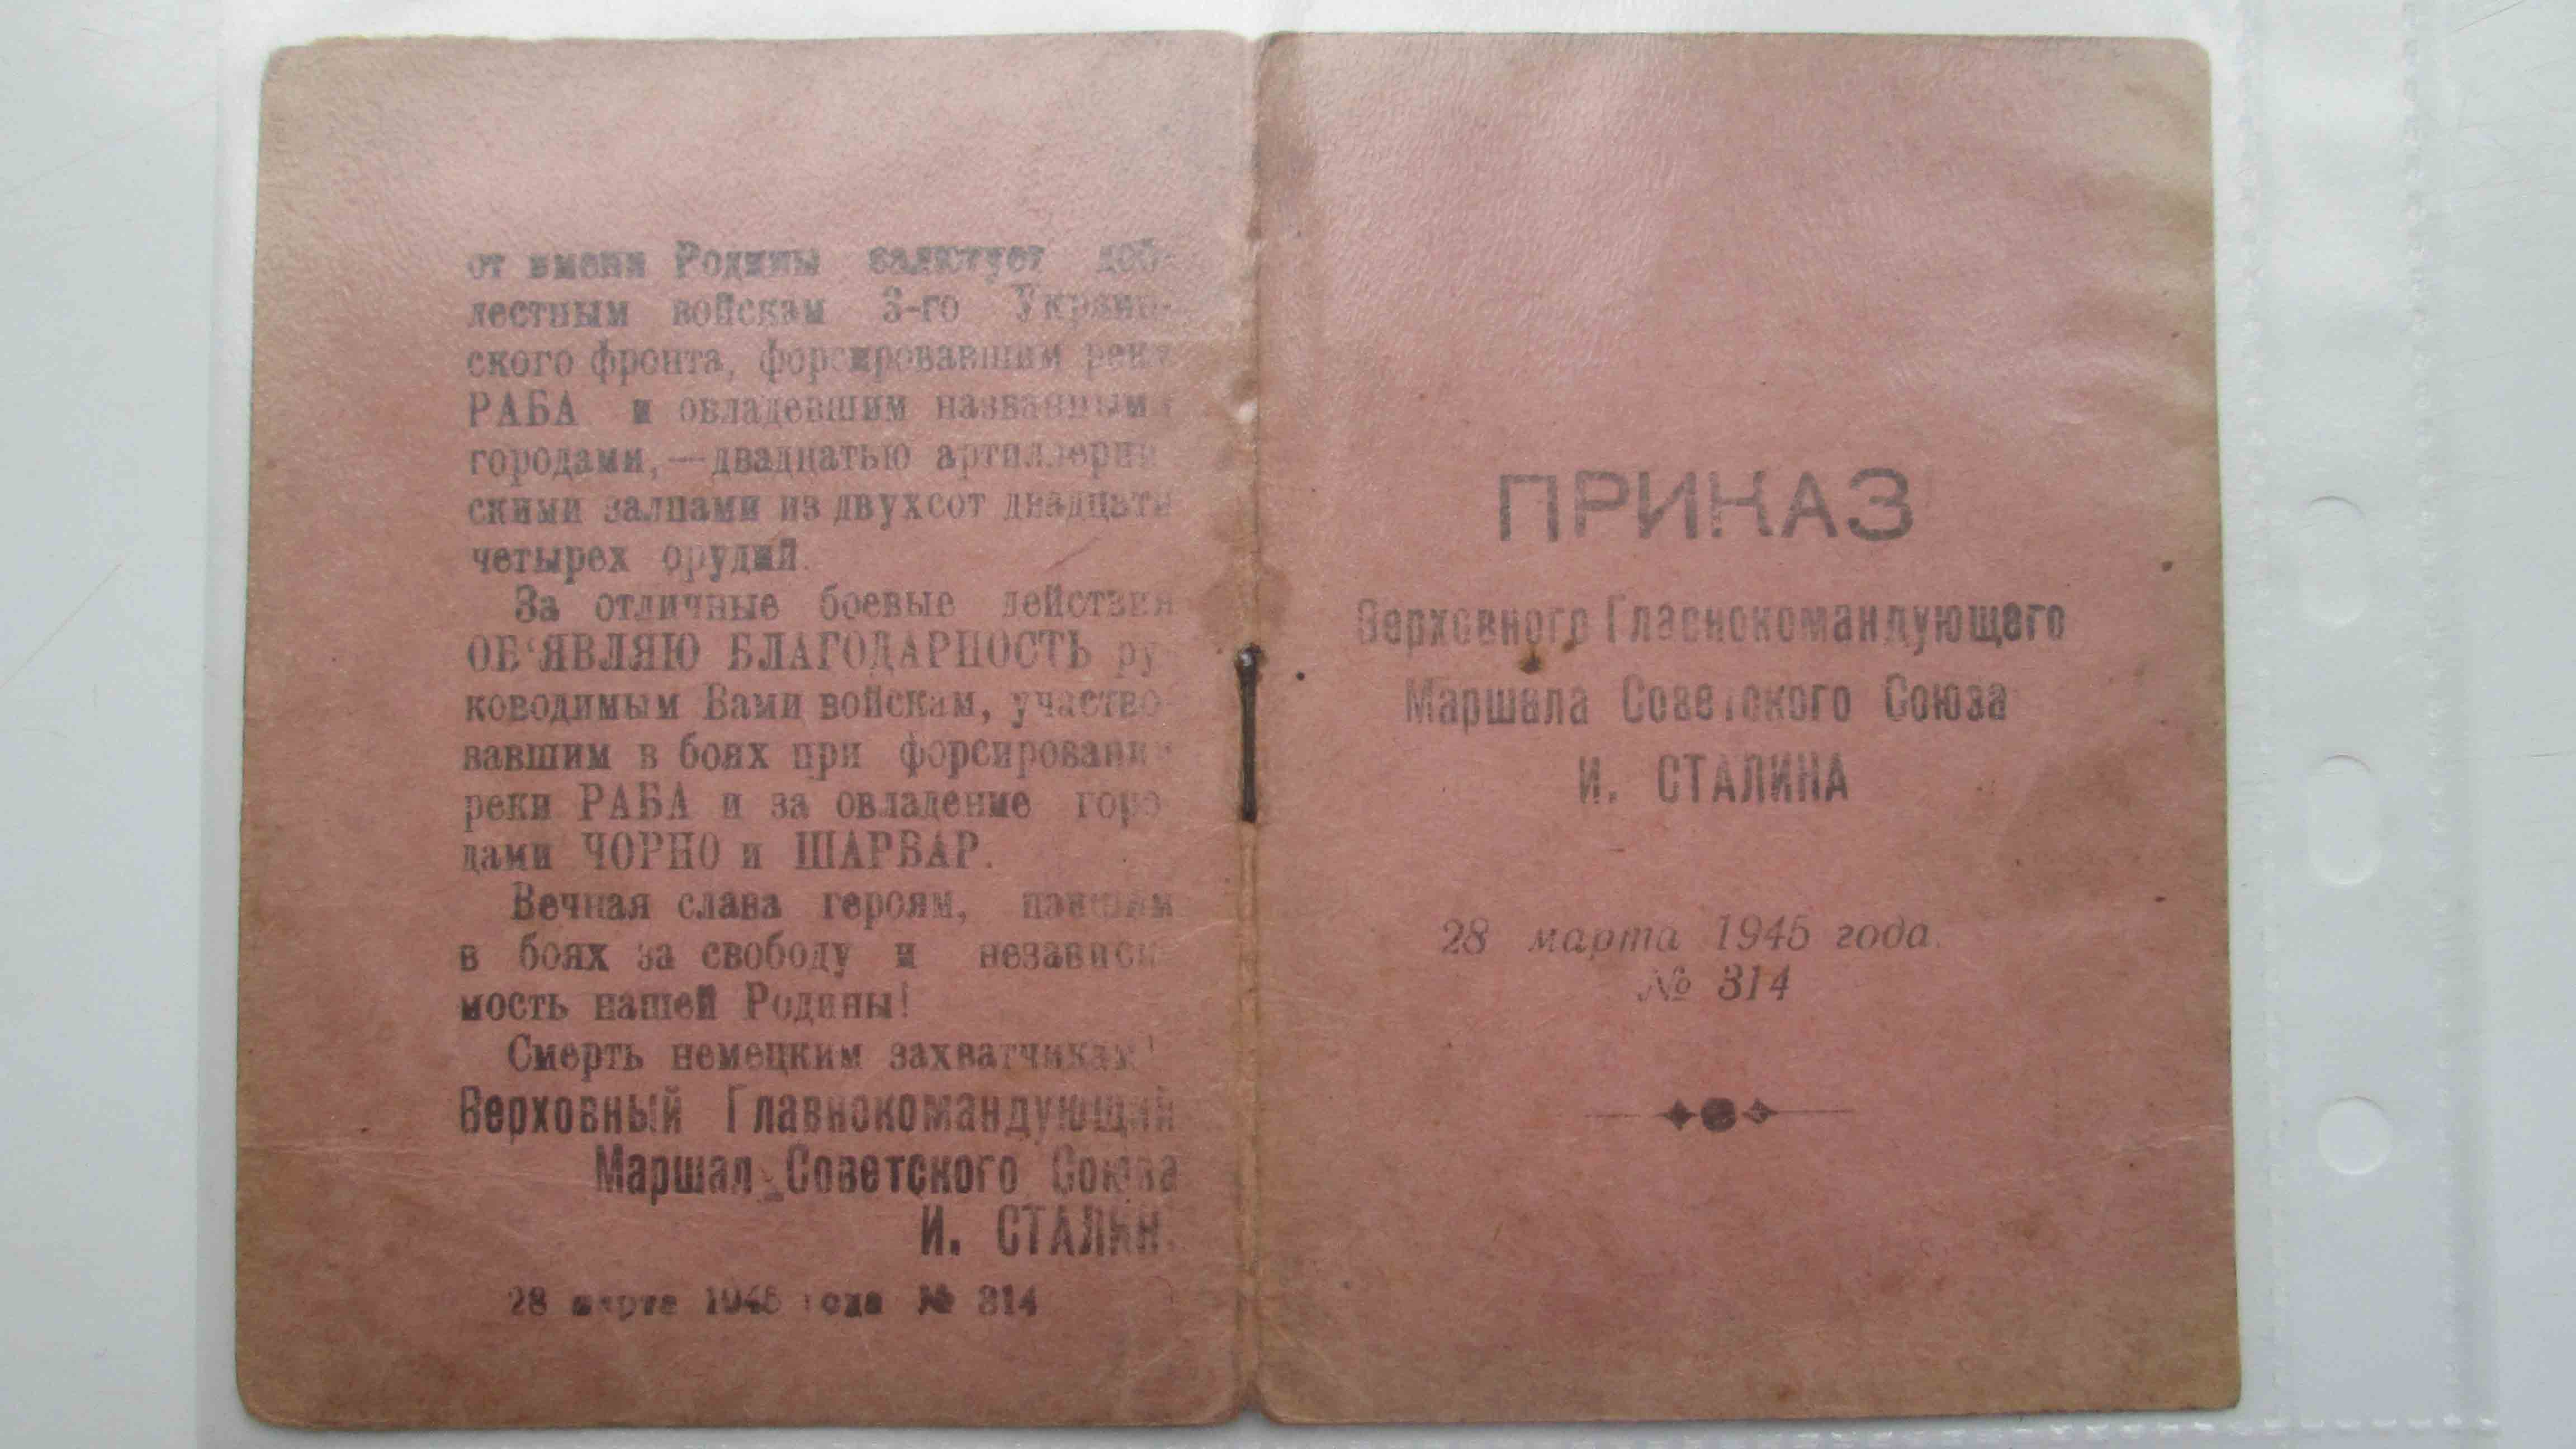 от имени Родины салютует доб-
лестным войскам 3-го Украин-
ского фронта, форсировавшим реку
РАБА и овладевшим названными
городами,—двадцатью артиллерий-
скими залпами из двухсот двадцати
четырех орудий.
За отличные боевые действия
ОБ‘ЯВЛЯЮ БЛАГОДАРНОСТЬ ру-
ководимым Вами войскам, участво-
вавшим в боях при форсировании
реки РАБА и за овладение горо-
дами ЧОРНО и ШАРВАР.
Вечная слава героям, павшим
в боях за свободу и независи-
мость нашей Родины!
Смерть немецким захватчикам!
Верховный Главнокомандующий
Маршал Советского Союза
И. СТАЛИН.
28 марта 1945 года № 314
ПРИКАЗ
Верховного Главнокомандующего
Маршала Советского Союза
И. СТАЛИНА
28 марта 1945 года.
№ 314